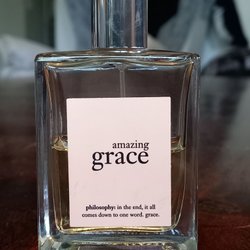 amazing
grace
philosophy: in the end, it all
comes down to one word. grace.